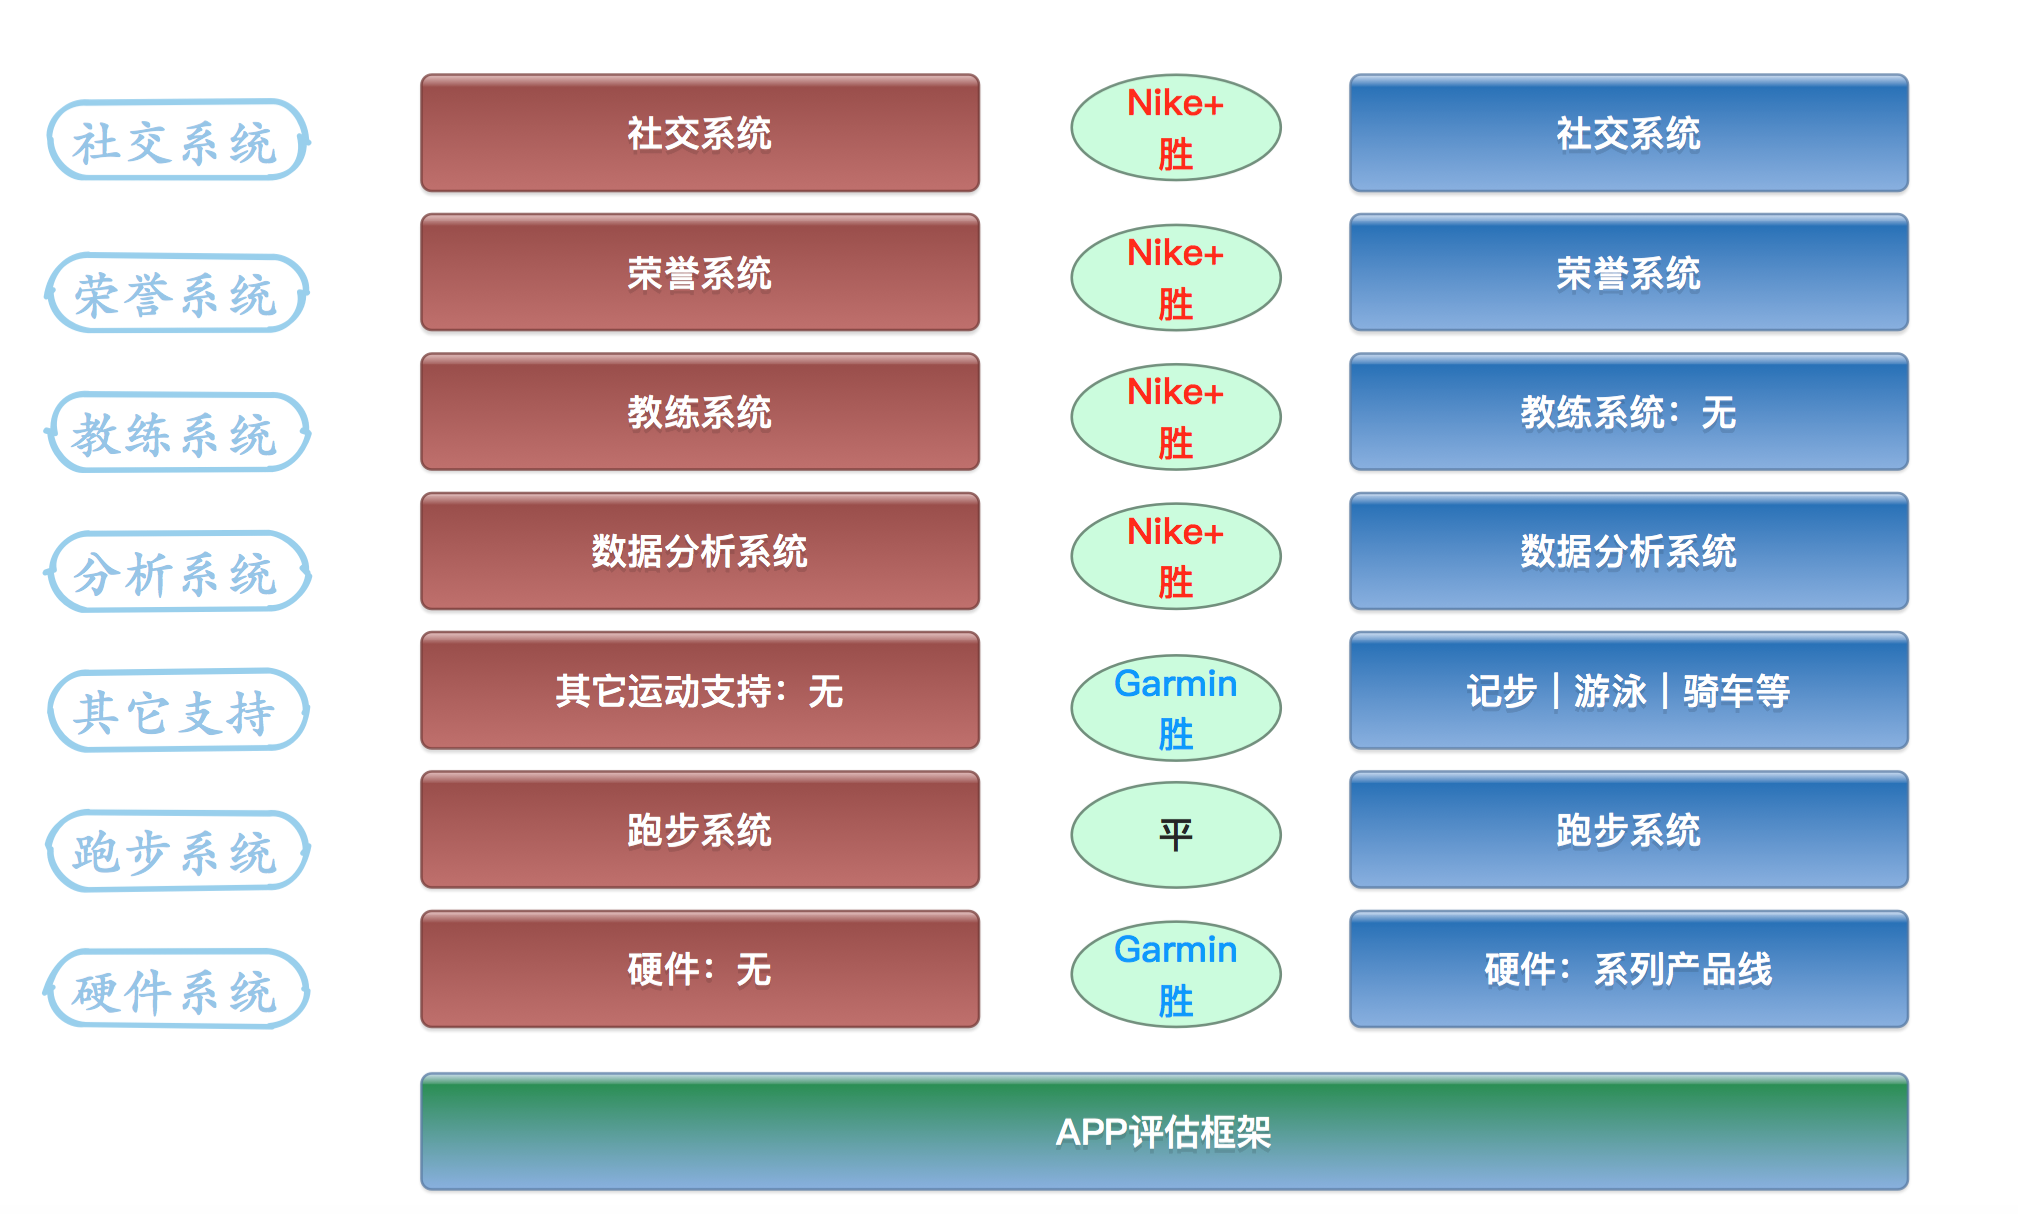 社交系统
社交系统
Nike+
胜
社交系统
荣誉系统
荣誉系统
Nike+
胜
荣誉系统
教练系统
教练系统
Nike+
胜
教练系统：无
分析系统
数据分析系统
Nike+
胜
数据分析系统
其它支持
其它运动支持：无
Garmin
胜
记步｜游泳｜骑车等
跑步系统
跑步系统
平
跑步系统
硬件系统
硬件：无
Garmin
胜
硬件：系列产品线
APP评估框架